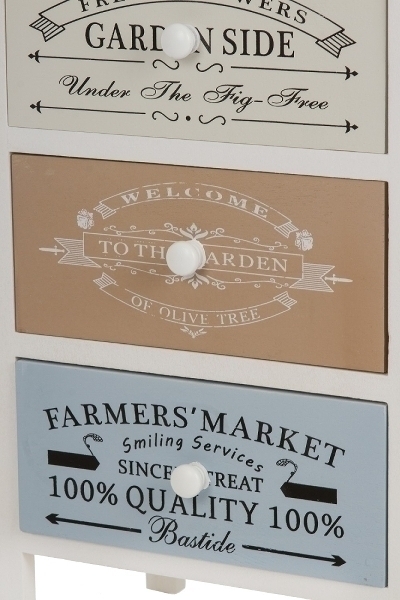 GARDEN SIDE
Under The Fig-Free
WELCOME
TO TH ARDEN
OF OLIVE TREE
FARMERS' MARKET
Smiling Services
SINCE TREAT
100% QUALITY 100%
Bastide